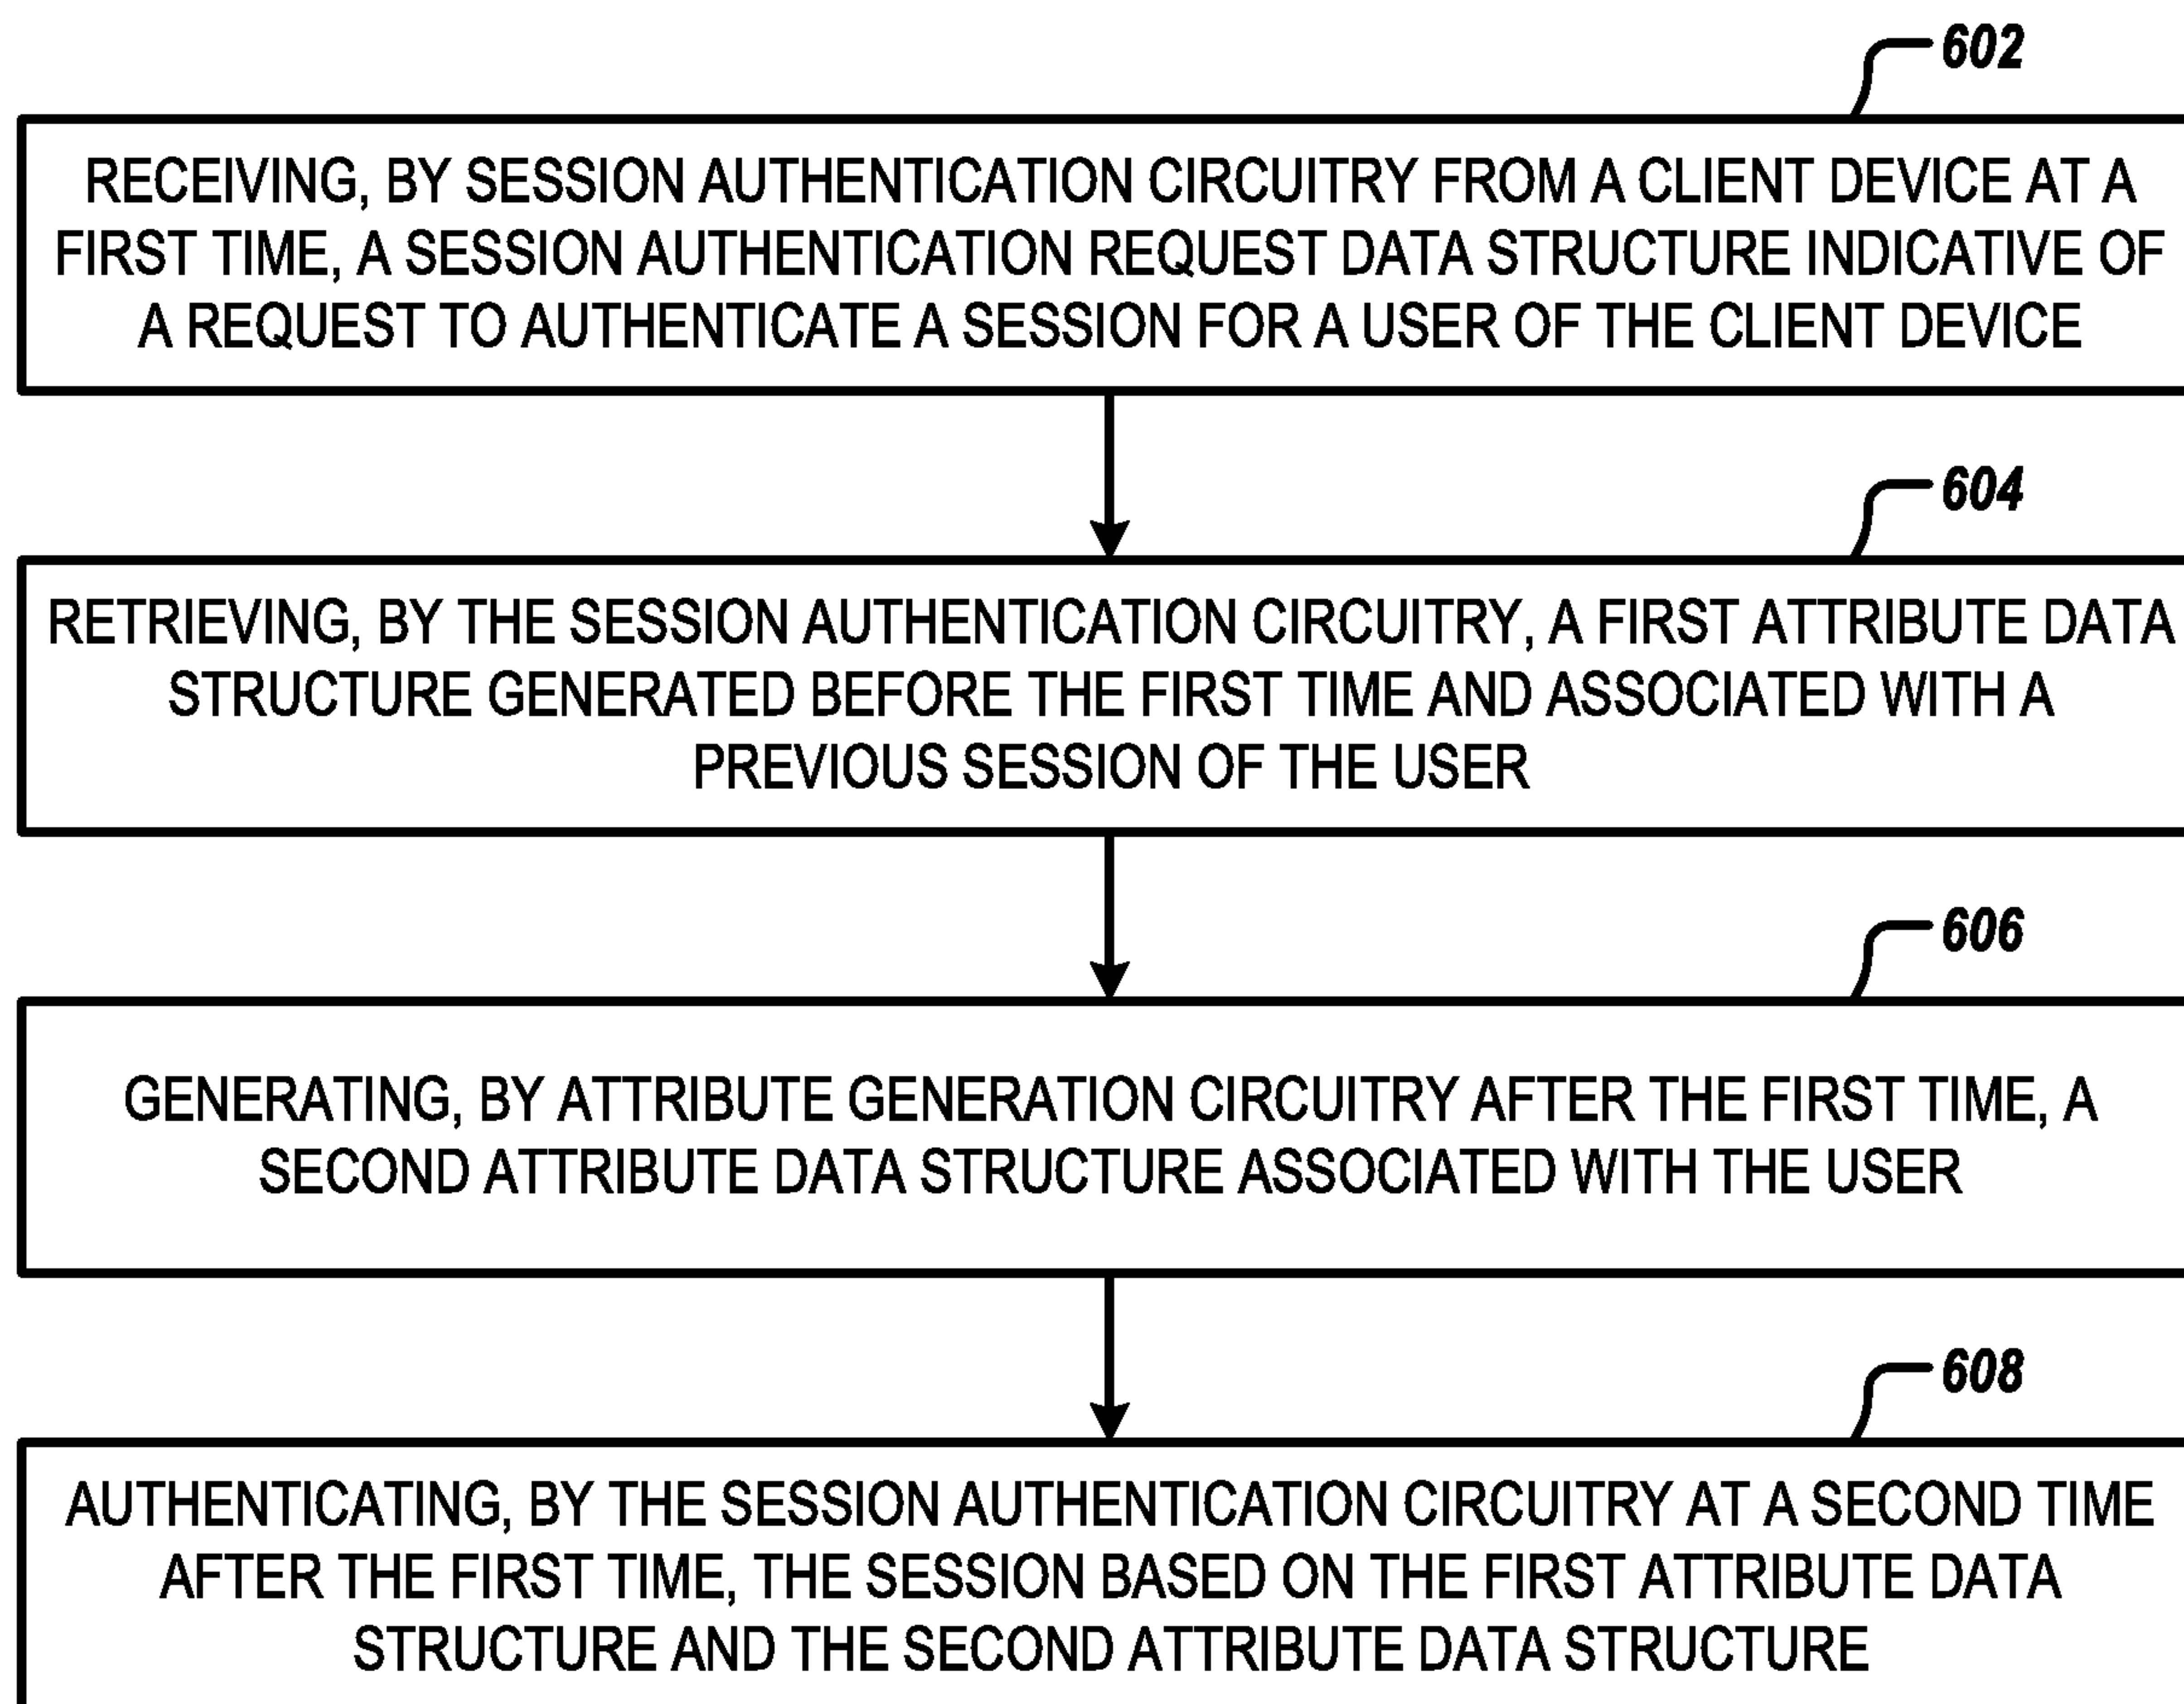 602
RECEIVING, BY SESSION AUTHENTICATION CIRCUITRY FROM A CLIENT DEVICE AT A
FIRST TIME, A SESSION AUTHENTICATION REQUEST DATA STRUCTURE INDICATIVE OF
A REQUEST TO AUTHENTICATE A SESSION FOR A USER OF THE CLIENT DEVICE
604
RETRIEVING, BY THE SESSION AUTHENTICATION CIRCUITRY, A FIRST ATTRIBUTE DATA
STRUCTURE GENERATED BEFORE THE FIRST TIME AND ASSOCIATED WITH A
PREVIOUS SESSION OF THE USER
606
GENERATING, BY ATTRIBUTE GENERATION CIRCUITRY AFTER THE FIRST TIME, A
SECOND ATTRIBUTE DATA STRUCTURE ASSOCIATED WITH THE USER
608
AUTHENTICATING, BY THE SESSION AUTHENTICATION CIRCUITRY AT A SECOND TIME
AFTER THE FIRST TIME, THE SESSION BASED ON THE FIRST ATTRIBUTE DATA
STRUCTURE AND THE SECOND ATTRIBUTE DATA STRUCTURE